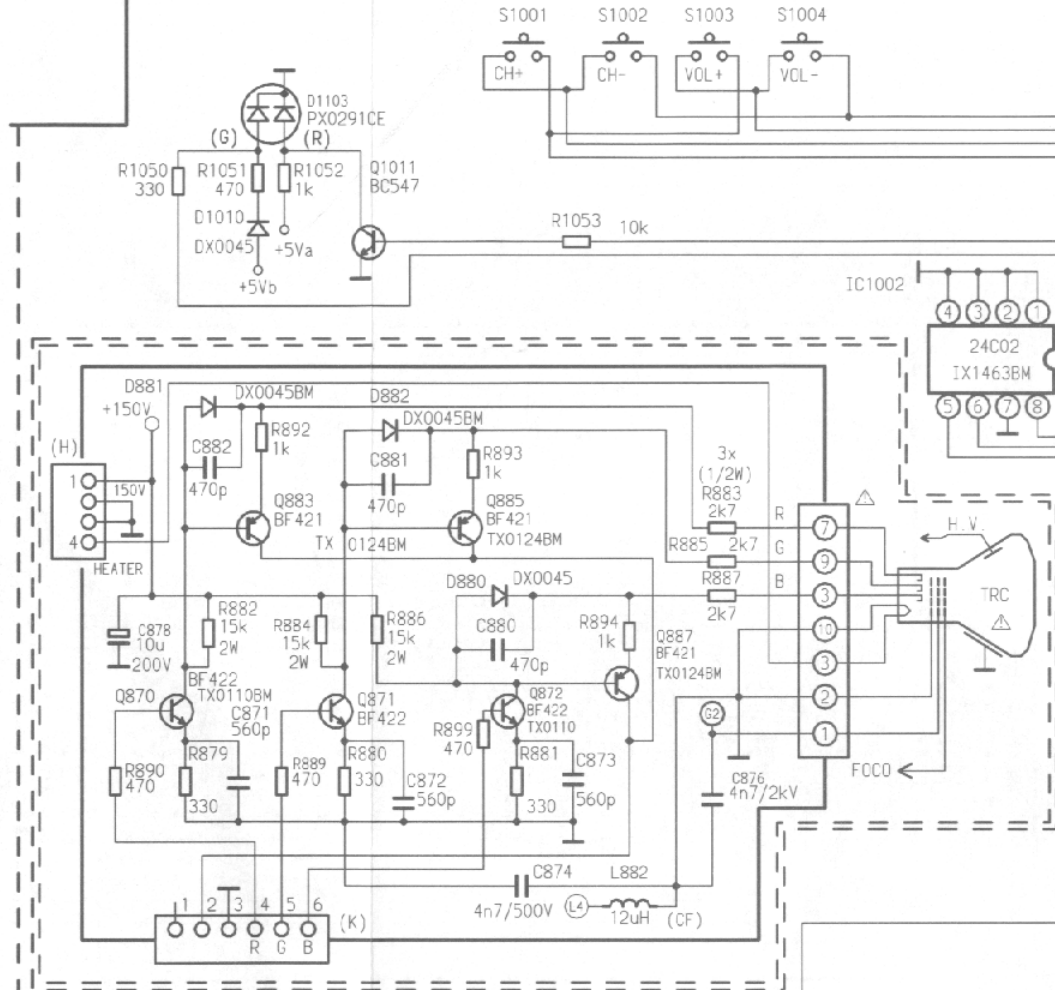 S1001 S1002 S1003 S1004
CH+ CH- VOL+ VOL-
D1103
PX0291CE
(G) (R)
R1050
330
R1051
470
R1052
1k
Q1011
BC547
D1010
DX0045
+5Va
+5Vb
R1053 10k
IC1002
4 3 2 1
24C02
IX1463BM
5 6 7 8
D881
+150V
DX0045BM
D882
DX0045BM
(H)
1
150V
4
HEATER
R892
1k
C882
470p
C881
470p
R893
1k
Q883
BF421
TX 0124BM
Q885
BF421
TX0124BM
3x
(1/2W)
R883
2k7
R885 2k7
R887
2k7
R
G
B
7
9
3
10
3
2
1
H.V.
TRC
FOCO
D880 DX0045
C880
470p
R894
1k
Q887
BF421
TX0124BM
C878
10u
200V
R882
15k
2W
R884
15k
2W
R886
15k
2W
BF422
TX0110BM
Q870
C871
560p
Q871
BF422
Q872
BF422
TX0110
R899
470
G2
R890
470
R879
330
R889
470
R880
330
C872
560p
R881
330
C873
560p
C876
4n7/2kV
C874
4n7/500V
L882
L4
12uH
(CF)
1 2 3 4 5 6
(K)
R G B